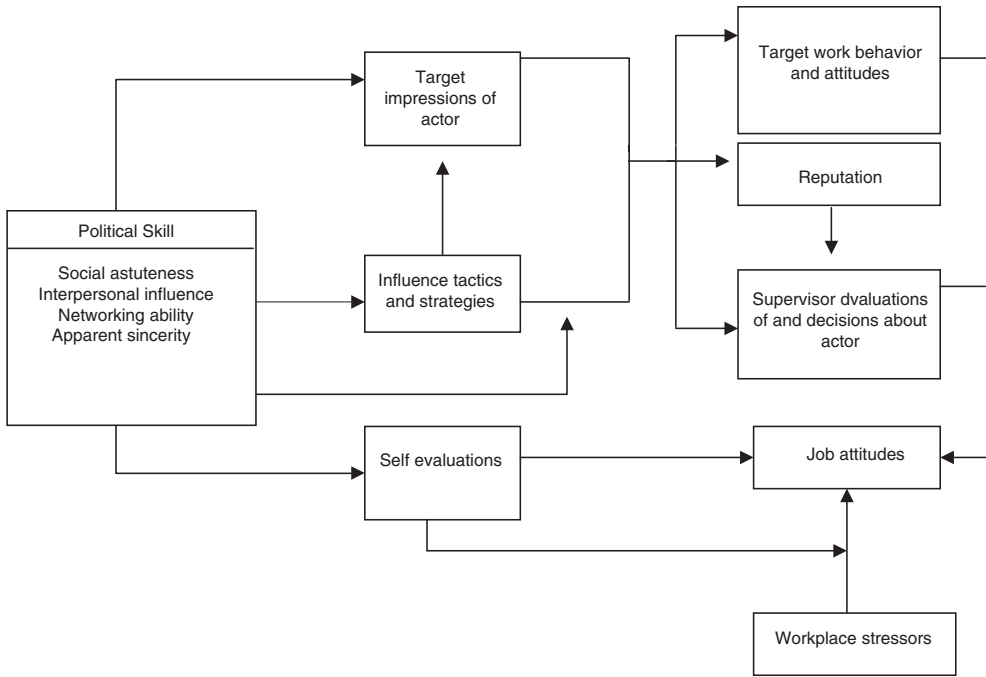 Target
impressions of
actor
Target work behavior
and attitudes
Reputation
Political Skill
Social astuteness
Interpersonal influence
Networking ability
Apparent sincerity
Influence tactics
and strategies
Supervisor dvaluations
of and decisions about
actor
Self evaluations
Job attitudes
Workplace stressors